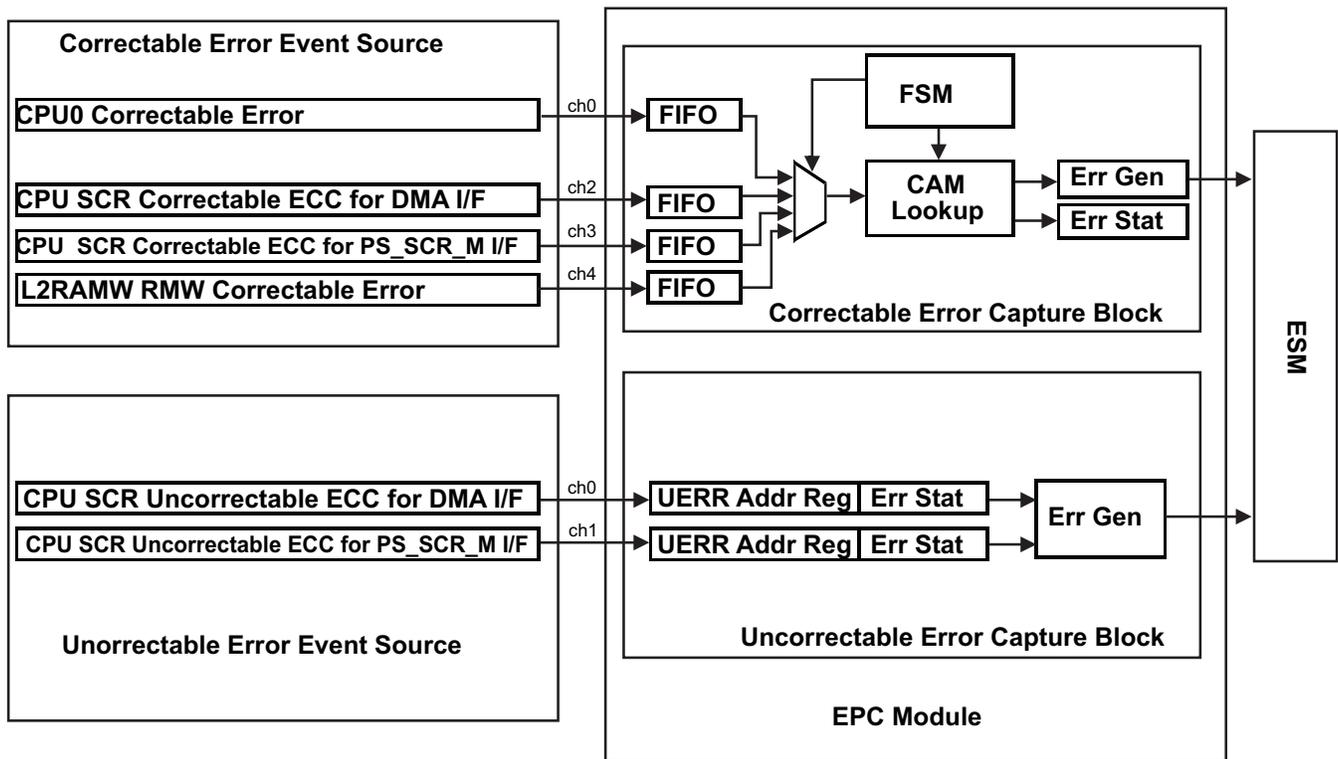 Correctable Error Event Source
CPU0 Correctable Error
CPU SCR Correctable ECC for DMA I/F
CPU  SCR Correctable ECC for PS_SCR_M I/F
L2RAMW RMW Correctable Error
ch0
ch2
ch3
ch4
FIFO
FIFO
FIFO
FIFO
FSM
CAM
Lookup
Err Gen
Err Stat
Correctable Error Capture Block
ESM
CPU SCR Uncorrectable ECC for DMA I/F
CPU SCR Uncorrectable ECC for PS_SCR_M I/F
Unorrectable Error Event Source
ch0
ch1
UERR Addr Reg
Err Stat
UERR Addr Reg
Err Stat
Err Gen
Uncorrectable Error Capture Block
EPC Module